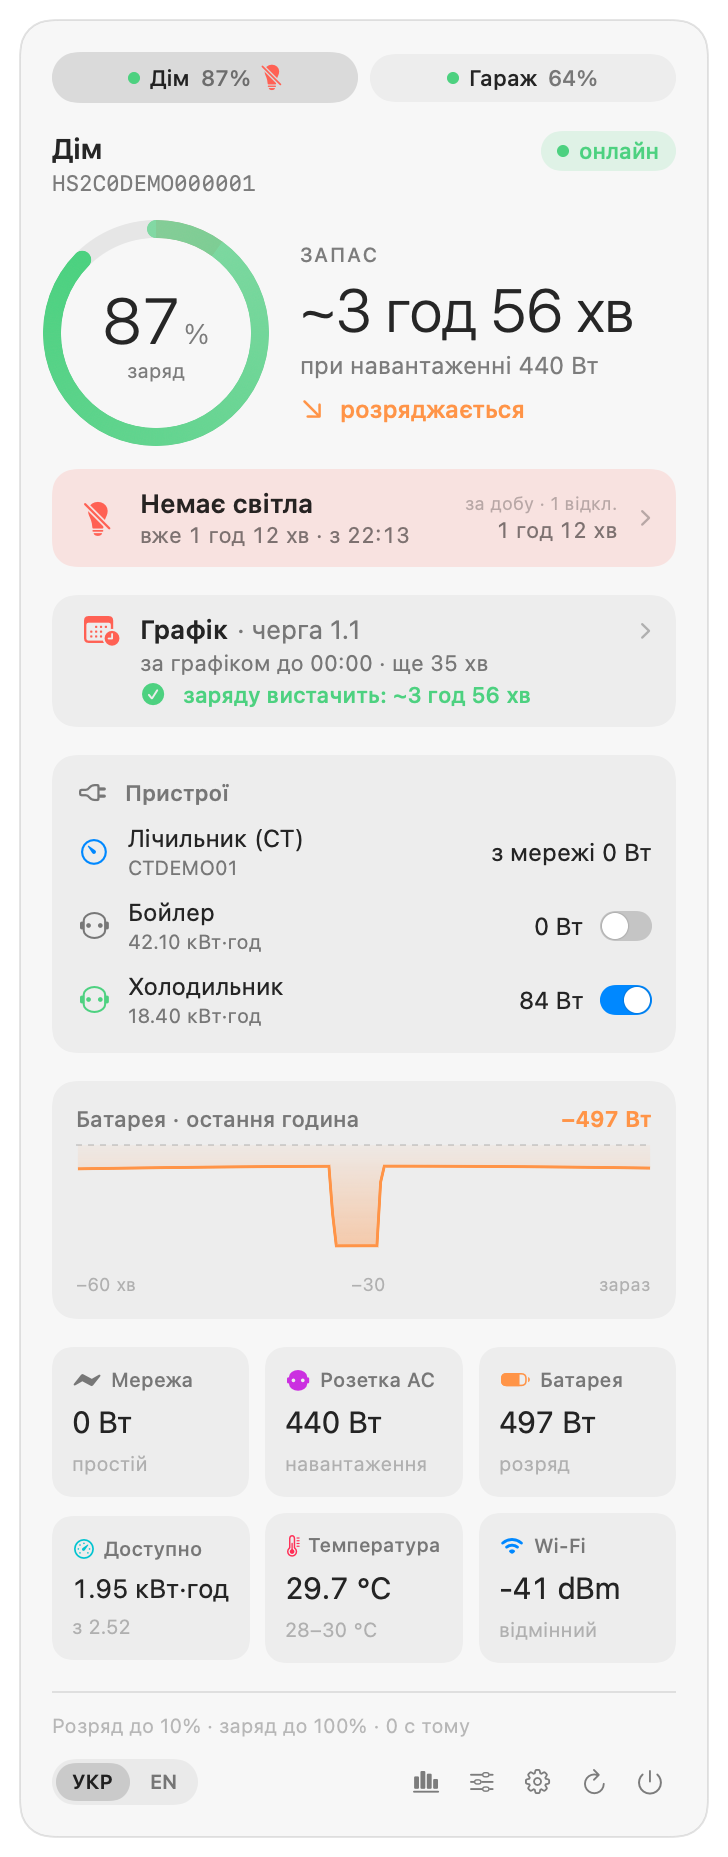 Дім 87%
Гараж 64%
Дім
онлайн
HS2C0DEMO000001
87 %
заряд
ЗАПАС
~3 год 56 хв
при навантаженні 440 Вт
розряджається
Немає світла
вже 1 год 12 хв · з 22:13
за добу · 1 відкл.
1 год 12 хв
Графік · черга 1.1
за графіком до 00:00 · ще 35 хв
заряду вистачить: ~3 год 56 хв
Пристрої
Лічильник (CT)
CTDEMO01
з мережі 0 Вт
Бойлер
42.10 кВт·год
0 Вт
Холодильник
18.40 кВт·год
84 Вт
Батарея · остання година
−497 Вт
−60 хв
−30
зараз
Мережа
0 Вт
простій
Розетка AC
440 Вт
навантаження
Батарея
497 Вт
розряд
Доступно
1.95 кВт·год
з 2.52
Температура
29.7 °C
28–30 °C
Wi-Fi
-41 dBm
відмінний
Розряд до 10% · заряд до 100% · 0 с тому
УКР
EN